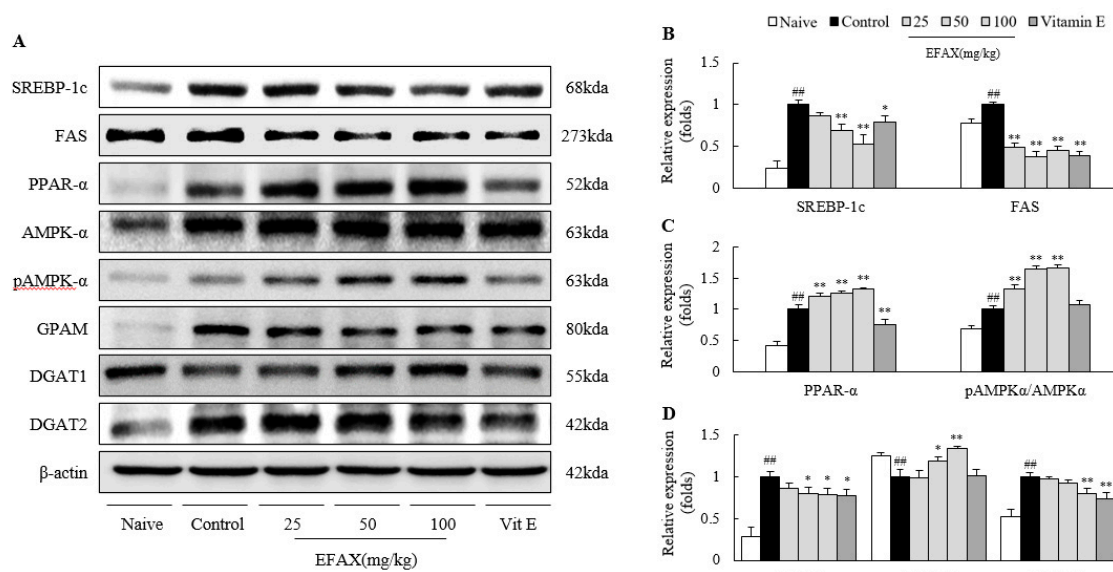 A
SREBP-1c 68kda
FAS 273kda
PPAR-α 52kda
AMPK-α 63kda
pAMPK-α 63kda
GPAM 80kda
DGAT1 55kda
DGAT2 42kda
β-actin 42kda
Naive Control 25 50 100 Vit E
EFAX(mg/kg)
Naive Control 25 50 100 Vitamin E
EFAX(mg/kg)
B
Relative expression
(folds)
1.5
1
0.5
0
## ** ** *
## ** ** ** **
SREBP-1c FAS
C
Relative expression
(folds)
2
1.5
1
0.5
0
## ** ** ** **
## ** ** **
PPAR-α pAMPKα/AMPKα
D
Relative expression
(folds)
1.5
1
0.5
0
## * * *
## * **
## ** **